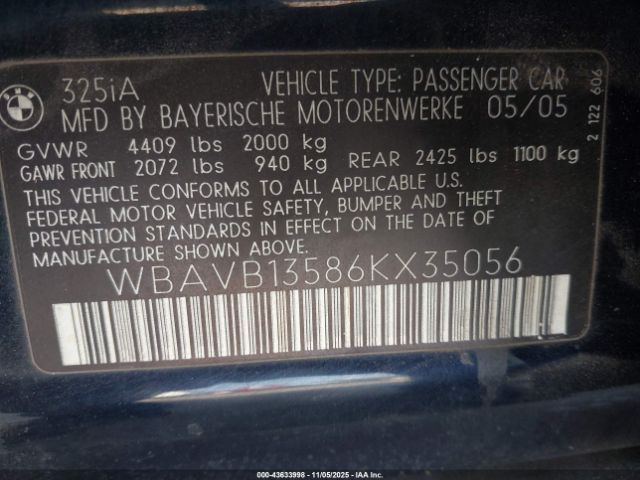 BMW
325iA VEHICLE TYPE: PASSENGER CAR
MFD BY BAYERISCHE MOTORENWERKE 05/05
GVWR 4409 lbs 2000 kg
GAWR FRONT 2072 lbs 940 kg REAR 2425 lbs 1100 kg
THIS VEHICLE CONFORMS TO ALL APPLICABLE U.S.
FEDERAL MOTOR VEHICLE SAFETY, BUMPER AND THEFT
PREVENTION STANDARDS IN EFFECT ON THE DATE OF
MANUFACTURE SHOWN ABOVE.
WBAVB13586KX35056
2 122 606
000-43633998 - 11/05/2025 - IAA Inc.